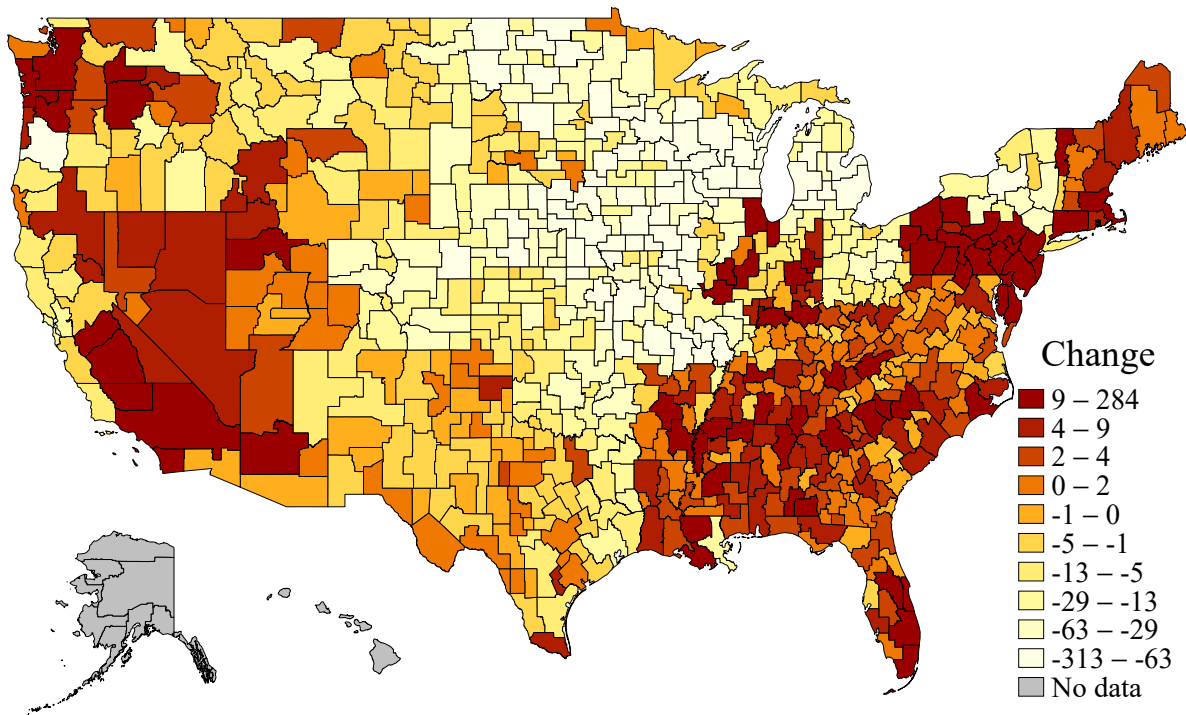 Change
9 – 284
4 – 9
2 – 4
0 – 2
-1 – 0
-5 – -1
-13 – -5
-29 – -13
-63 – -29
-313 – -63
No data